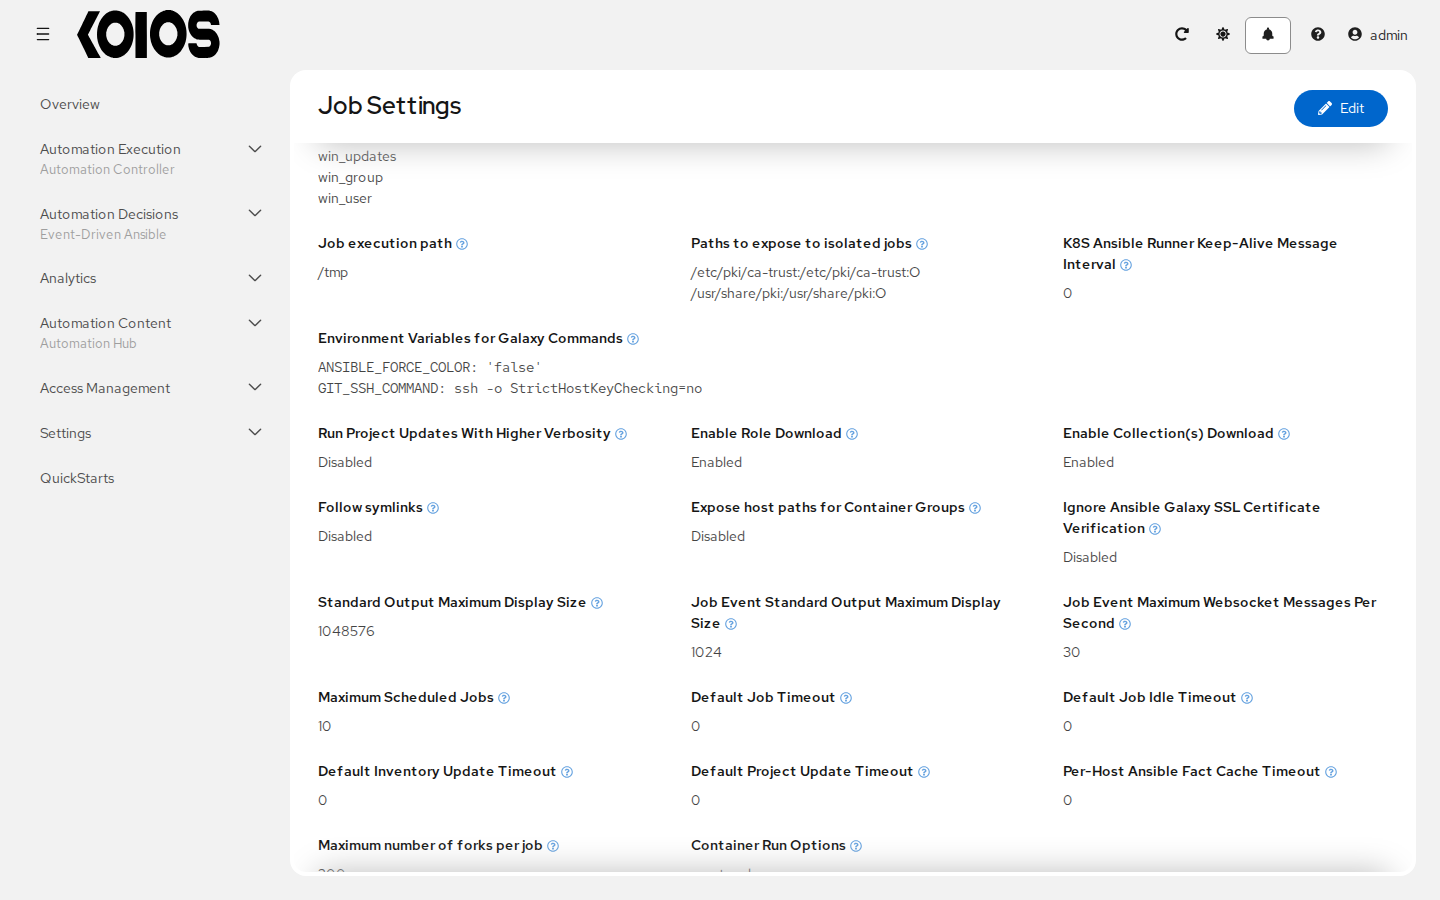 KOIOS
admin
Overview
Automation Execution
Automation Controller
Automation Decisions
Event-Driven Ansible
Analytics
Automation Content
Automation Hub
Access Management
Settings
QuickStarts
Job Settings
Edit
win_updates
win_group
win_user
Job execution path
/tmp
Paths to expose to isolated jobs
/etc/pki/ca-trust:/etc/pki/ca-trust:O
/usr/share/pki:/usr/share/pki:O
K8S Ansible Runner Keep-Alive Message
Interval
0
Environment Variables for Galaxy Commands
ANSIBLE_FORCE_COLOR: 'false'
GIT_SSH_COMMAND: ssh -o StrictHostKeyChecking=no
Run Project Updates With Higher Verbosity
Disabled
Enable Role Download
Enabled
Enable Collection(s) Download
Enabled
Follow symlinks
Disabled
Expose host paths for Container Groups
Disabled
Ignore Ansible Galaxy SSL Certificate
Verification
Disabled
Standard Output Maximum Display Size
1048576
Job Event Standard Output Maximum Display
Size
1024
Job Event Maximum Websocket Messages Per
Second
30
Maximum Scheduled Jobs
10
Default Job Timeout
0
Default Job Idle Timeout
0
Default Inventory Update Timeout
0
Default Project Update Timeout
0
Per-Host Ansible Fact Cache Timeout
0
Maximum number of forks per job
Container Run Options